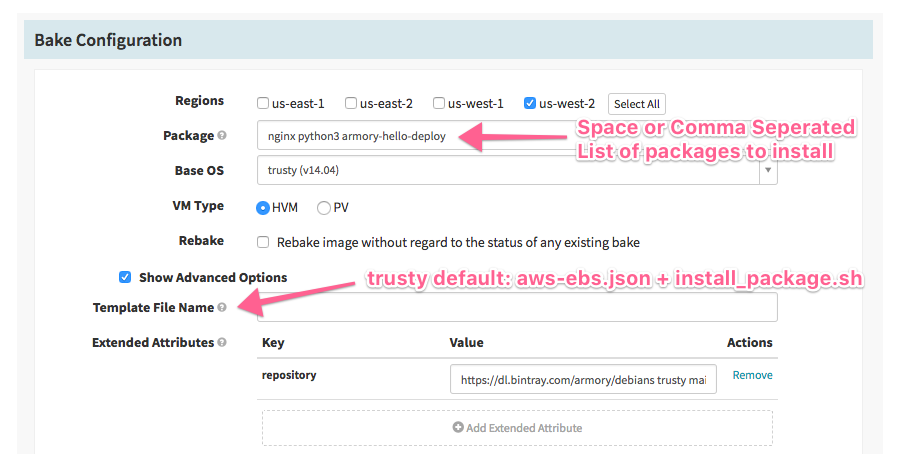 Bake Configuration
Regions us-east-1 us-east-2 us-west-1 us-west-2 Select All
Package nginx python3 armory-hello-deploy Space or Comma Seperated
List of packages to install
Base OS trusty (v14.04)
VM Type HVM PV
Rebake Rebake image without regard to the status of any existing bake
Show Advanced Options trusty default: aws-ebs.json + install_package.sh
Template File Name
Extended Attributes Key Value Actions
repository https://dl.bintray.com/armory/debians trusty mai Remove
Add Extended Attribute